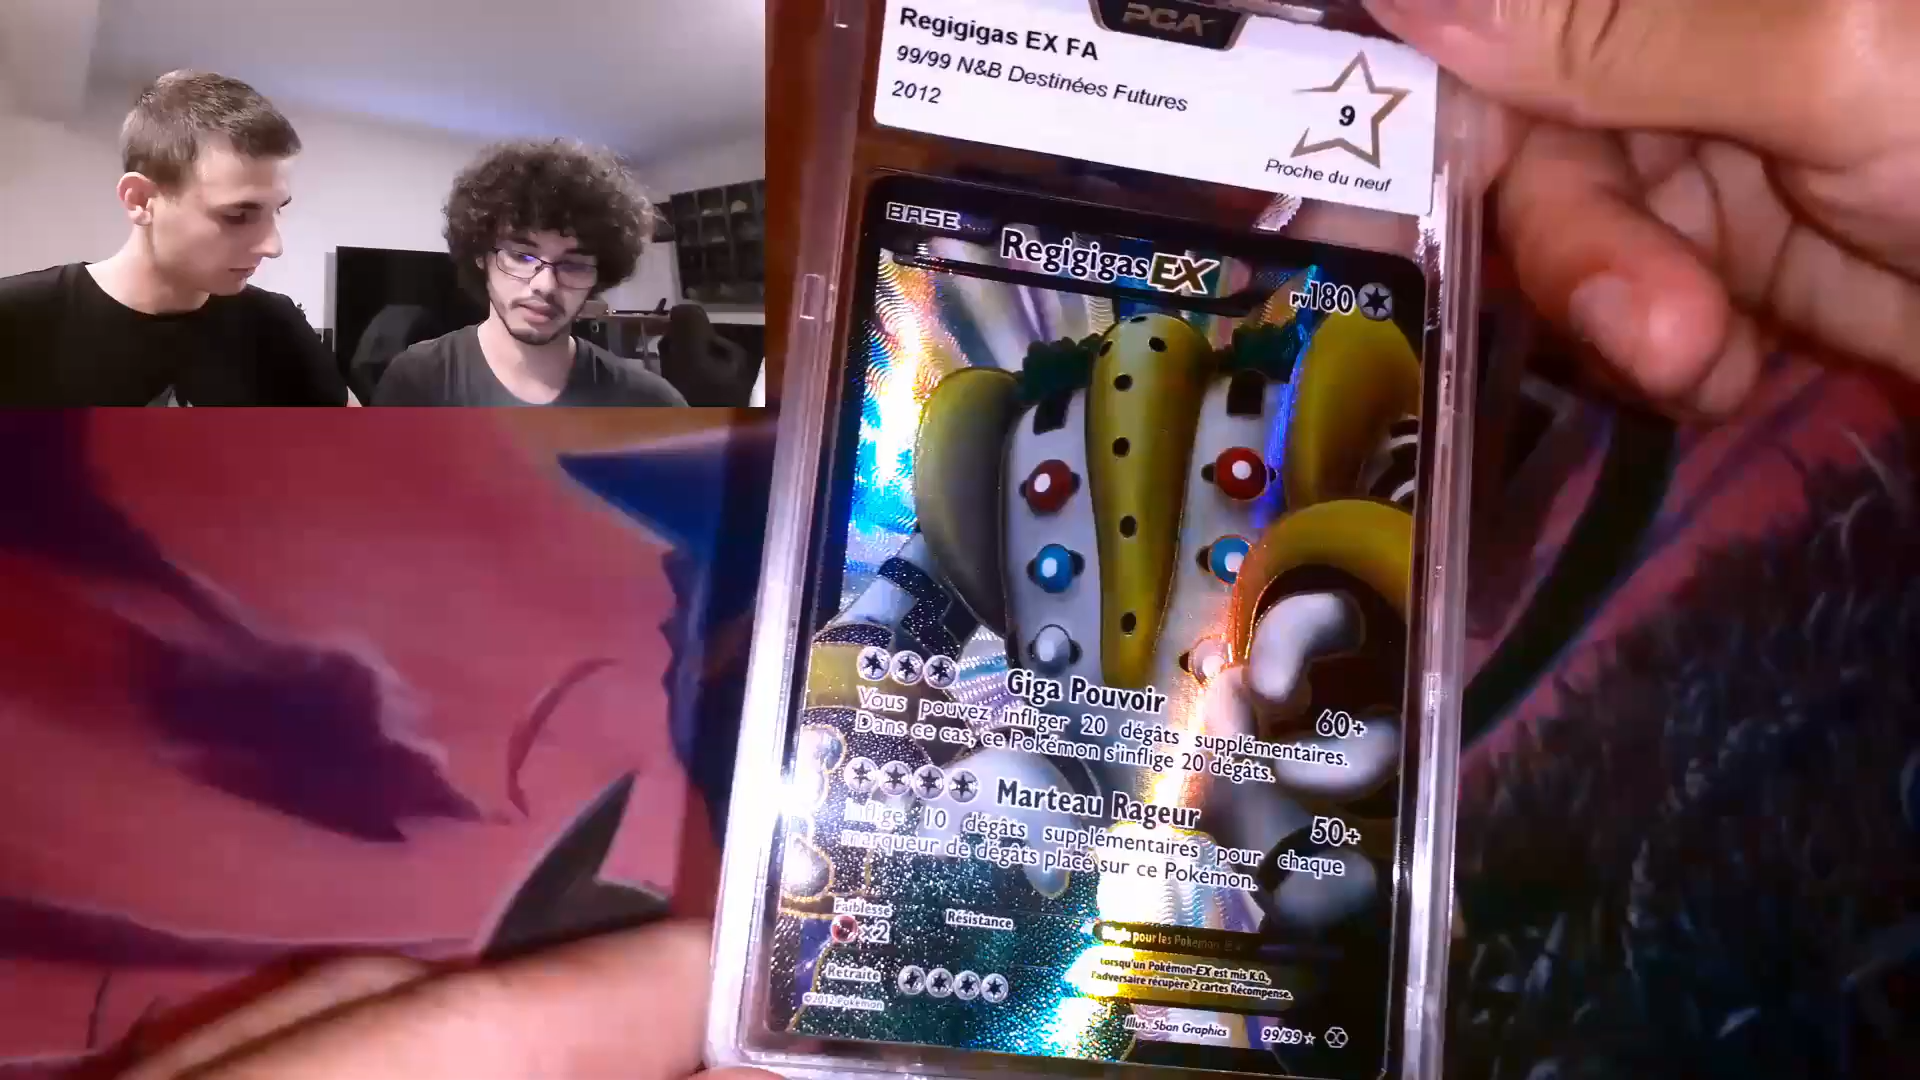 PCA
Regigigas EX FA
99/99 N&B Destinées Futures
2012
9
Proche du neuf
BASE
Regigigas EX
PV180
Giga Pouvoir
60+
Vous pouvez infliger 20 dégâts supplémentaires.
Dans ce cas, ce Pokémon s'inflige 20 dégâts.
Marteau Rageur
50+
Inflige 10 dégâts supplémentaires pour chaque
marqueur de dégâts placé sur ce Pokémon.
Faiblesse
×2
Résistance
Retraite
Règle pour les Pokémon-EX
Lorsqu'un Pokémon-EX est mis K.O.,
l'adversaire récupère 2 cartes Récompense.
©2012 Pokémon
Illus. 5ban Graphics
99/99